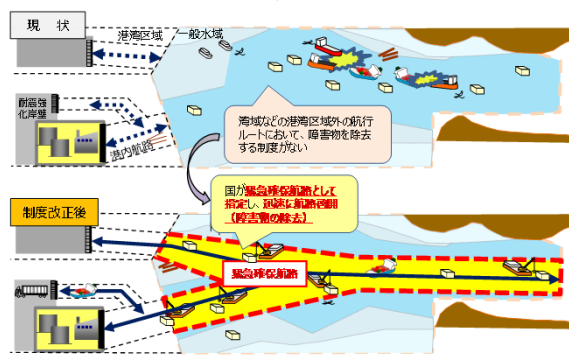 現 状
港湾区域
一般水域
耐震強
化岸壁
港内航路
湾域などの港湾区域外の航行
ルートにおいて、障害物を除去
する制度がない
国が緊急確保航路として
指定し、迅速に航路啓開
（障害物の除去）
制度改正後
緊急確保航路